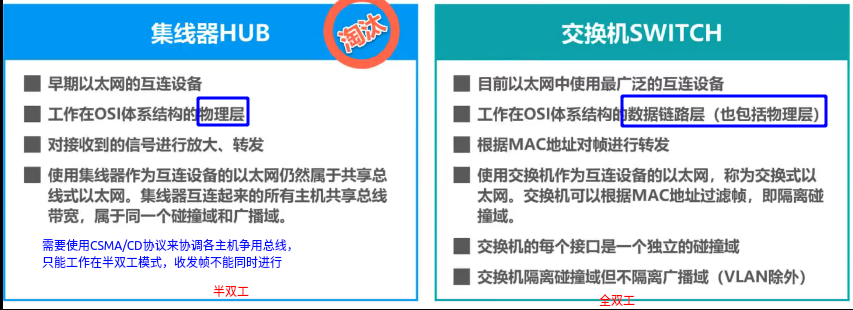 集线器HUB
淘汰
早期以太网的互连设备
工作在OSI体系结构的物理层
对接收到的信号进行放大、转发
使用集线器作为互连设备的以太网仍然属于共享总
线式以太网。集线器互连起来的所有主机共享总线
带宽，属于同一个碰撞域和广播域。
需要使用CSMA/CD协议来协调各主机争用总线，
只能工作在半双工模式，收发帧不能同时进行
半双工
交换机SWITCH
目前以太网中使用最广泛的互连设备
工作在OSI体系结构的数据链路层（也包括物理层）
根据MAC地址对帧进行转发
使用交换机作为互连设备的以太网，称为交换式以
太网。交换机可以根据MAC地址过滤帧，即隔离碰
撞域。
交换机的每个接口是一个独立的碰撞域
交换机隔离碰撞域但不隔离广播域（VLAN除外）
全双工